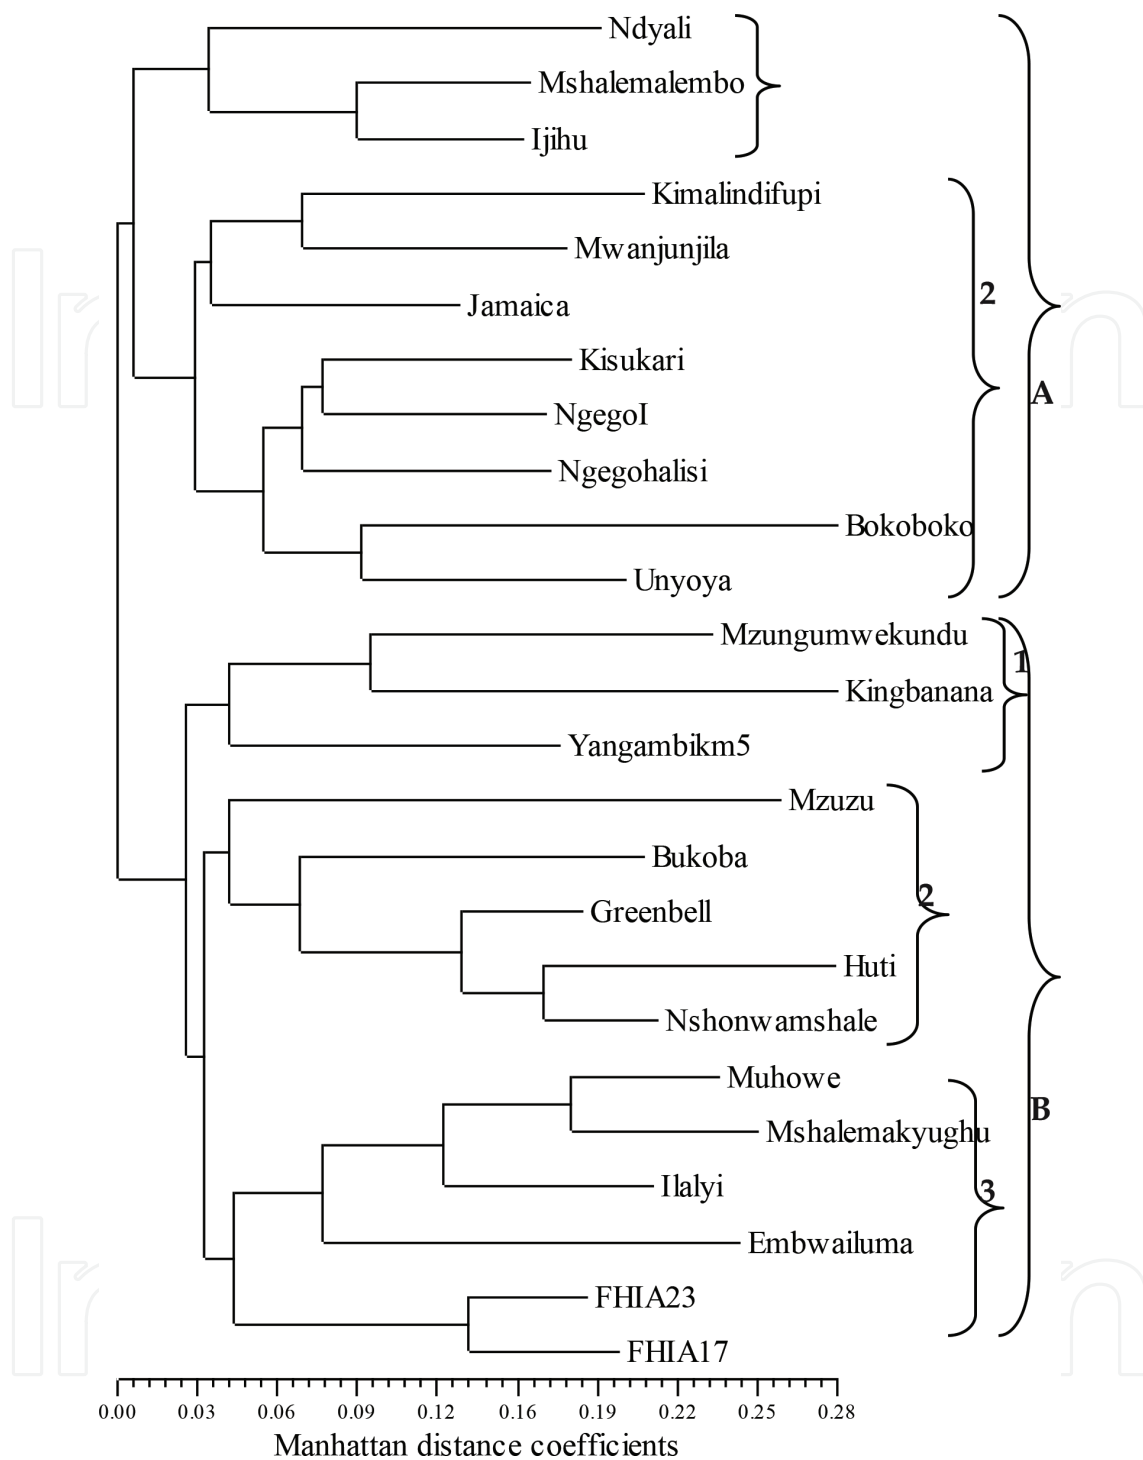 Ndyali
Mshalemalembo
Ijihu
Kimalindifupi
Mwanjunjila
2
Jamaica
Kisukari
A
NgegoI
Ngegohalisi
Bokoboko
Unyoya
Mzungumwekundu
1
Kingbanana
Yangambikm5
Mzuzu
Bukoba
2
Greenbell
Huti
Nshonwamshale
Muhowe
B
Mshalemakyughu
Ilalyi
3
Embwailuma
FHIA23
FHIA17
0.00 0.03 0.06 0.09 0.12 0.16 0.19 0.22 0.25 0.28
Manhattan distance coefficients